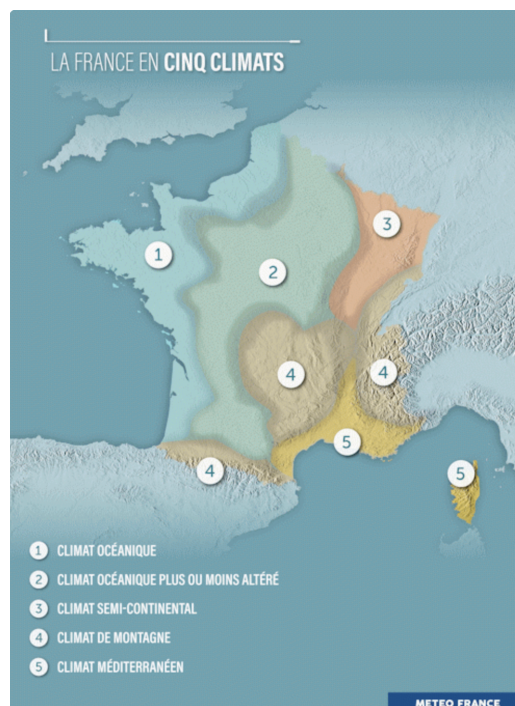 LA FRANCE EN CINQ CLIMATS
3
1
2
4
4
5
4
5
1 CLIMAT OCÉANIQUE
2 CLIMAT OCÉANIQUE PLUS OU MOINS ALTÉRÉ
3 CLIMAT SEMI-CONTINENTAL
4 CLIMAT DE MONTAGNE
5 CLIMAT MÉDITERRANÉEN
METEO FRANCE